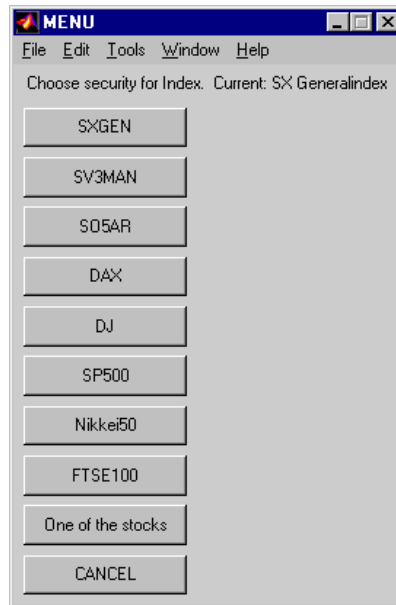 MENU
File Edit Tools Window Help
Choose security for Index. Current: SX Generalindex
SXGEN
SV3MAN
SO5AR
DAX
DJ
SP500
Nikkei50
FTSE100
One of the stocks
CANCEL